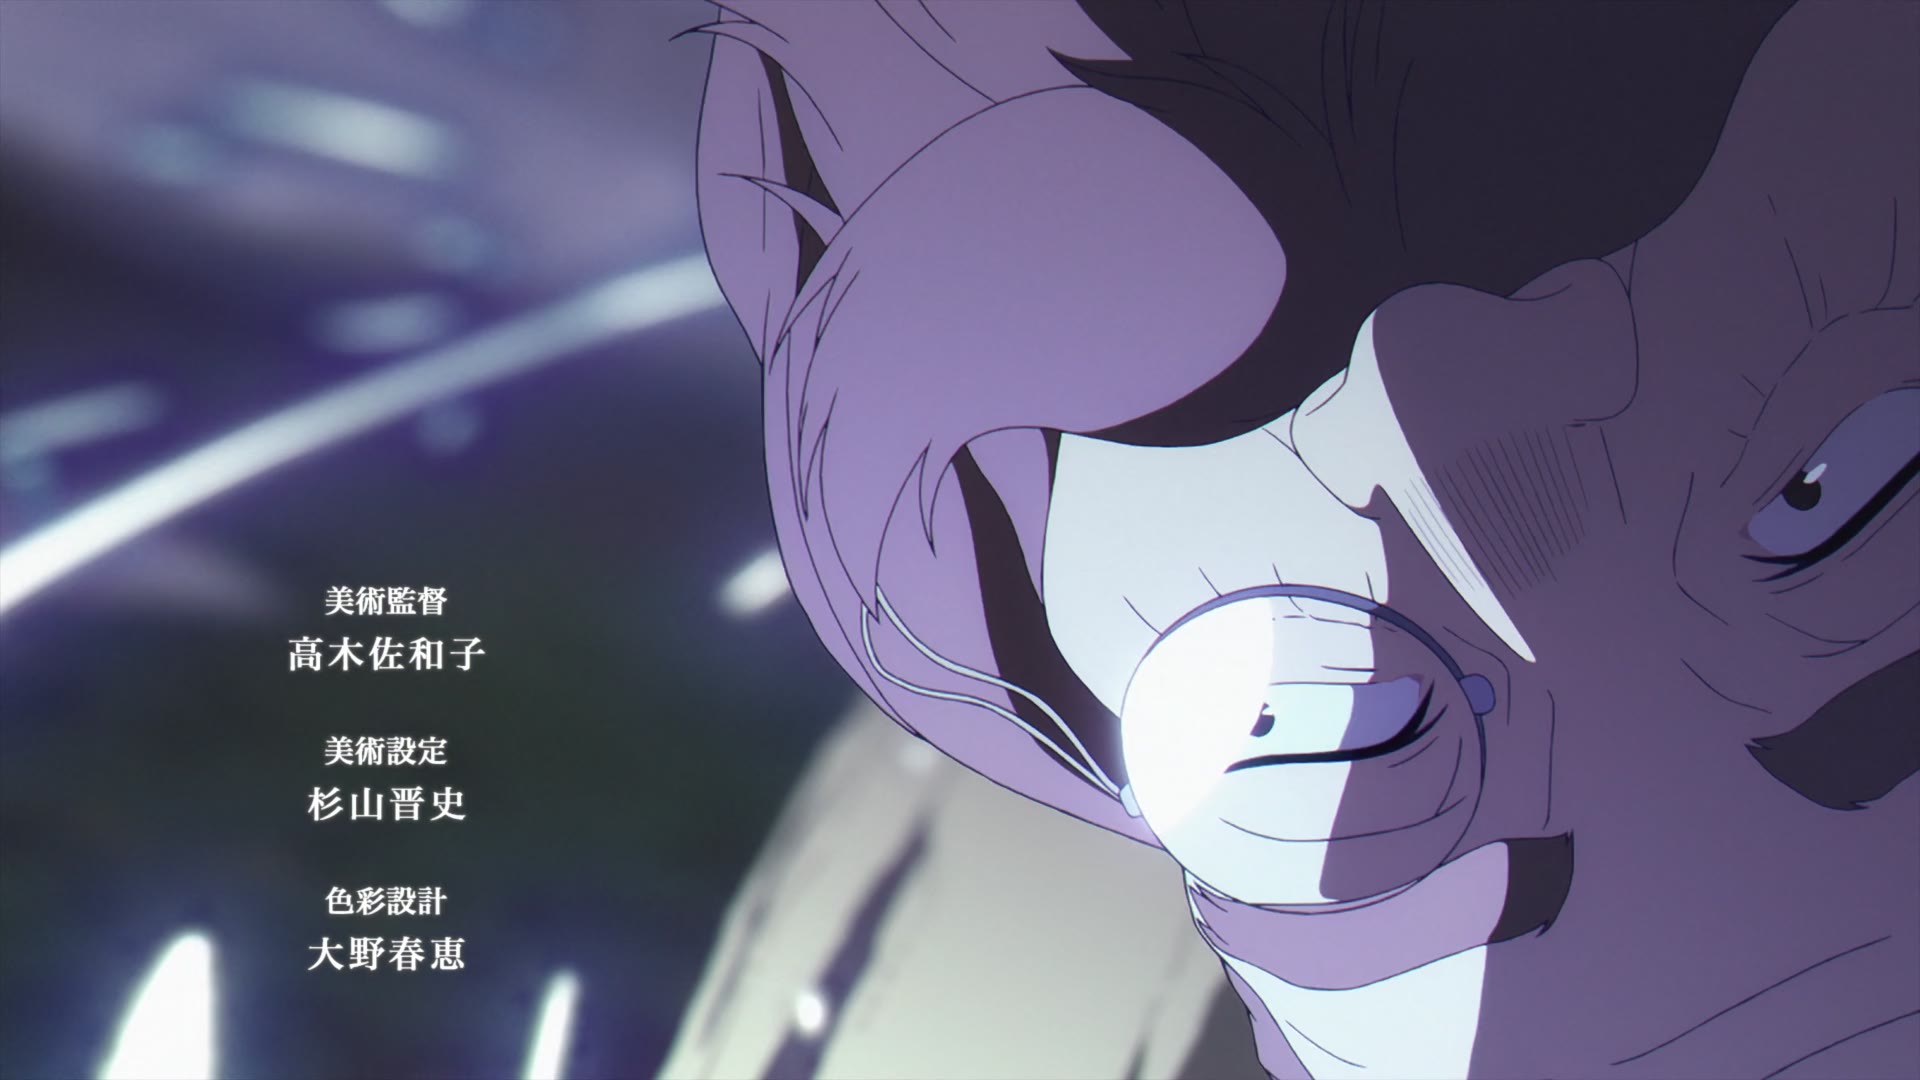 美術監督
高木佐和子
美術設定
杉山晋史
色彩設計
大野春恵